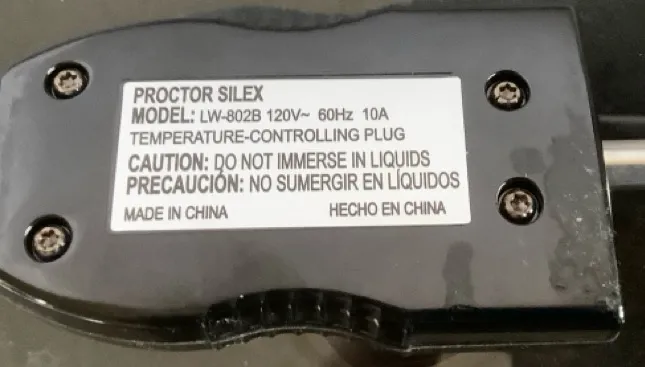 PROCTOR SILEX
MODEL: LW-802B 120V~ 60Hz 10A
TEMPERATURE-CONTROLLING PLUG
CAUTION: DO NOT IMMERSE IN LIQUIDS
PRECAUCIÓN: NO SUMERGIR EN LÍQUIDOS
MADE IN CHINA HECHO EN CHINA